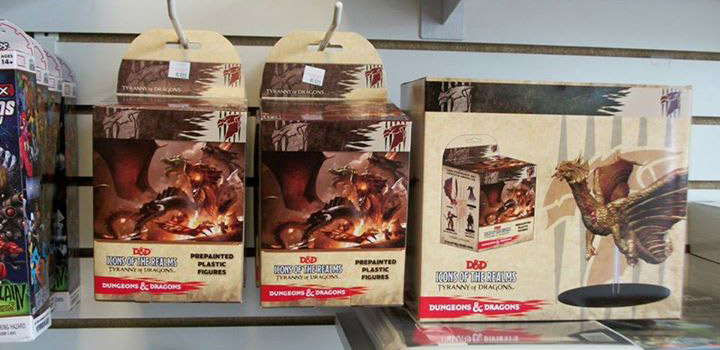 AGES
14+
TYRANNY of DRAGONS
D&D
ICONS OF THE REALMS
TYRANNY of DRAGONS
PREPAINTED
PLASTIC
FIGURES
DUNGEONS & DRAGONS
TYRANNY of DRAGONS
D&D
ICONS OF THE REALMS
TYRANNY of DRAGONS
PREPAINTED
PLASTIC
FIGURES
DUNGEONS & DRAGONS
D&D
ICONS OF THE REALMS
TYRANNY of DRAGONS
DUNGEONS & DRAGONS